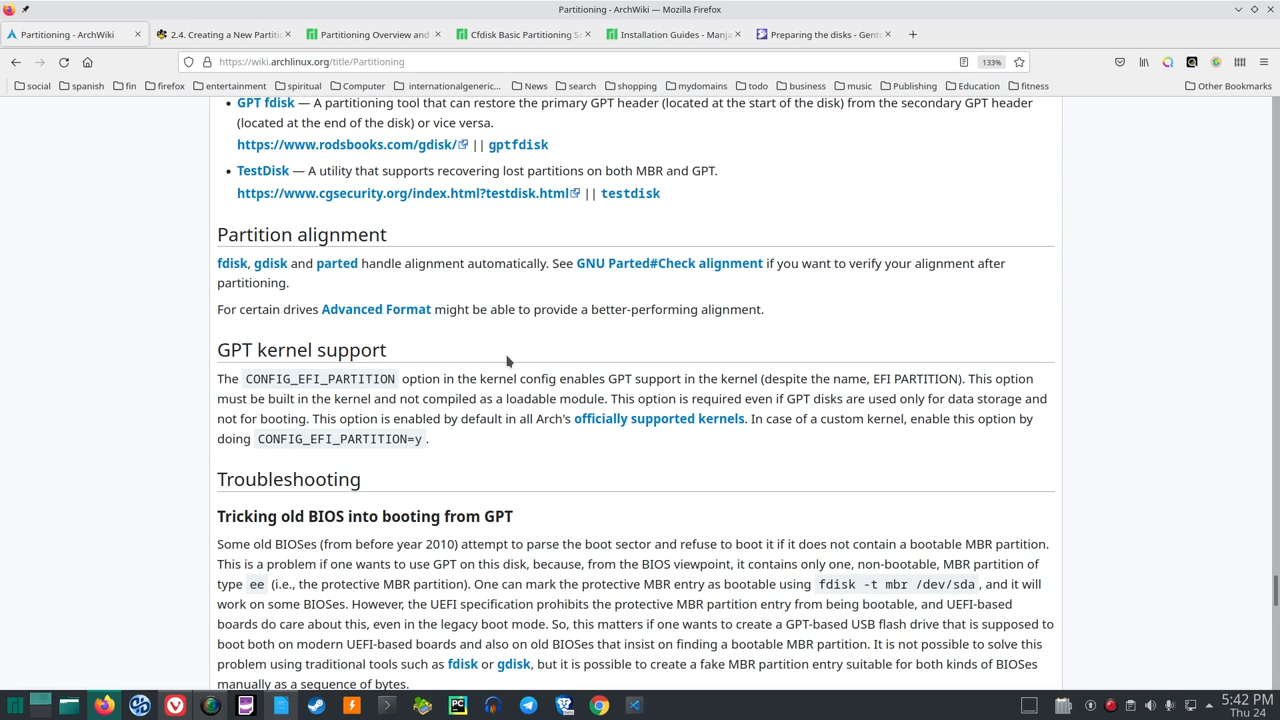 Partitioning - ArchWiki — Mozilla Firefox
Partitioning - ArchWiki
2.4. Creating a New Partiti
Partitioning Overview and
Cfdisk Basic Partitioning S
Installation Guides - Manja
Preparing the disks - Gent
https://wiki.archlinux.org/title/Partitioning
133%
social spanish fin firefox entertainment spiritual Computer internationalgeneric... News search shopping mydomains todo business music Publishing Education fitness Other Bookmarks
• GPT fdisk — A partitioning tool that can restore the primary GPT header (located at the start of the disk) from the secondary GPT header
(located at the end of the disk) or vice versa.
https://www.rodsbooks.com/gdisk/ || gptfdisk
• TestDisk — A utility that supports recovering lost partitions on both MBR and GPT.
https://www.cgsecurity.org/index.html?testdisk.html || testdisk
Partition alignment
fdisk, gdisk and parted handle alignment automatically. See GNU Parted#Check alignment if you want to verify your alignment after
partitioning.
For certain drives Advanced Format might be able to provide a better-performing alignment.
GPT kernel support
The CONFIG_EFI_PARTITION option in the kernel config enables GPT support in the kernel (despite the name, EFI PARTITION). This option
must be built in the kernel and not compiled as a loadable module. This option is required even if GPT disks are used only for data storage and
not for booting. This option is enabled by default in all Arch's officially supported kernels. In case of a custom kernel, enable this option by
doing CONFIG_EFI_PARTITION=y.
Troubleshooting
Tricking old BIOS into booting from GPT
Some old BIOSes (from before year 2010) attempt to parse the boot sector and refuse to boot it if it does not contain a bootable MBR partition.
This is a problem if one wants to use GPT on this disk, because, from the BIOS viewpoint, it contains only one, non-bootable, MBR partition of
type ee (i.e., the protective MBR partition). One can mark the protective MBR entry as bootable using fdisk -t mbr /dev/sda, and it will
work on some BIOSes. However, the UEFI specification prohibits the protective MBR partition entry from being bootable, and UEFI-based
boards do care about this, even in the legacy boot mode. So, this matters if one wants to create a GPT-based USB flash drive that is supposed to
boot both on modern UEFI-based boards and also on old BIOSes that insist on finding a bootable MBR partition. It is not possible to solve this
problem using traditional tools such as fdisk or gdisk, but it is possible to create a fake MBR partition entry suitable for both kinds of BIOSes
manually as a sequence of bytes.
5:42 PM
Thu 24